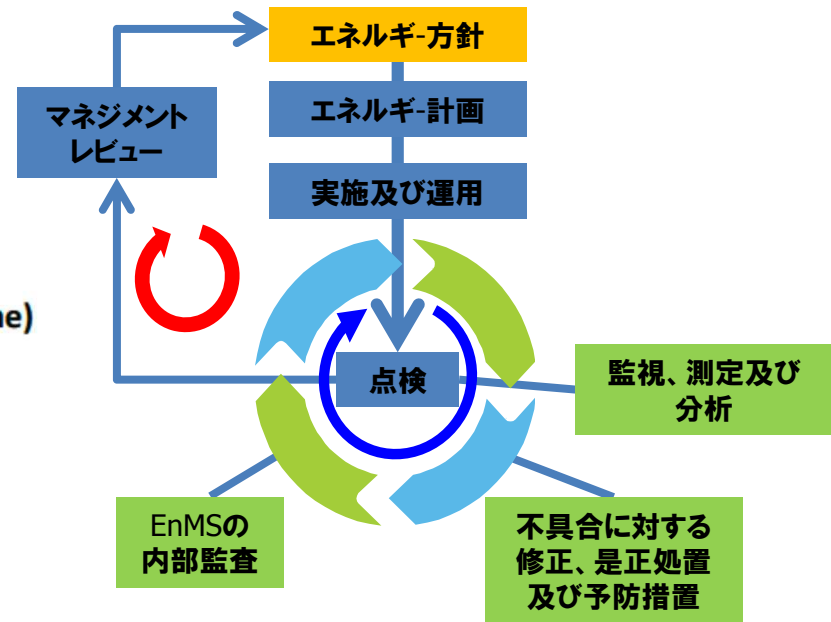 エネルギ-方針
マネジメント
レビュー
エネルギ-計画
実施及び運用
ne)
点検
監視、測定及び
分析
EnMSの
内部監査
不具合に対する
修正、是正処置
及び予防措置